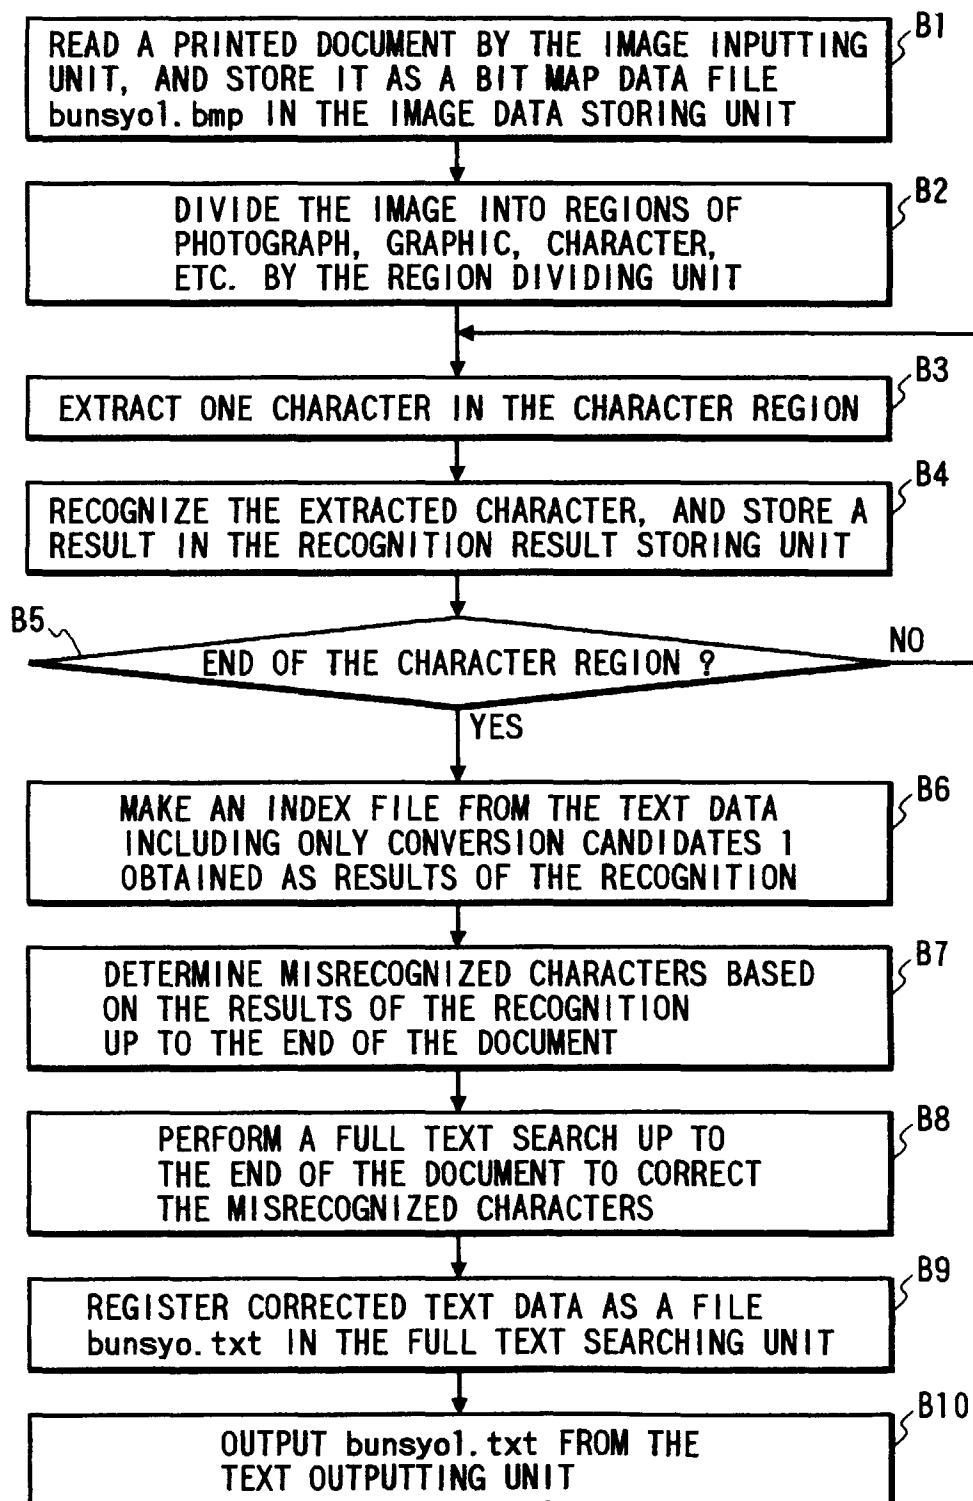 B1
READ A PRINTED DOCUMENT BY THE IMAGE INPUTTING
UNIT, AND STORE IT AS A BIT MAP DATA FILE
bunsyo1.bmp IN THE IMAGE DATA STORING UNIT
B2
DIVIDE THE IMAGE INTO REGIONS OF
PHOTOGRAPH, GRAPHIC, CHARACTER,
ETC. BY THE REGION DIVIDING UNIT
B3
EXTRACT ONE CHARACTER IN THE CHARACTER REGION
B4
RECOGNIZE THE EXTRACTED CHARACTER, AND STORE A
RESULT IN THE RECOGNITION RESULT STORING UNIT
B5
END OF THE CHARACTER REGION ?
NO
YES
B6
MAKE AN INDEX FILE FROM THE TEXT DATA
INCLUDING ONLY CONVERSION CANDIDATES 1
OBTAINED AS RESULTS OF THE RECOGNITION
B7
DETERMINE MISRECOGNIZED CHARACTERS BASED
ON THE RESULTS OF THE RECOGNITION
UP TO THE END OF THE DOCUMENT
B8
PERFORM A FULL TEXT SEARCH UP TO
THE END OF THE DOCUMENT TO CORRECT
THE MISRECOGNIZED CHARACTERS
B9
REGISTER CORRECTED TEXT DATA AS A FILE
bunsyo.txt IN THE FULL TEXT SEARCHING UNIT
B10
OUTPUT bunsyo1.txt FROM THE
TEXT OUTPUTTING UNIT